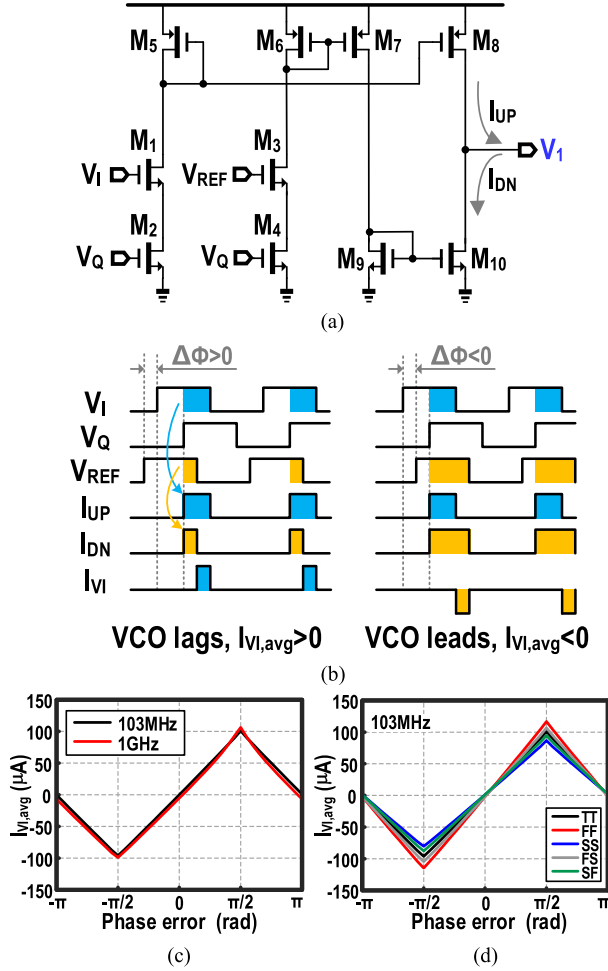 M5 M6 M7 M8
M1 M3 IUP
VI VREF V1
IDN
M2 M4
VQ VQ M9 M10
(a)
ΔΦ>0 ΔΦ<0
VI
VQ
VREF
IUP
IDN
IVI
VCO lags, IVI,avg>0 VCO leads, IVI,avg<0
(b)
150 103MHz 1GHz
100
50
0
-50
-100
-150
IVI,avg (μA)
-π -π/2 0 π/2 π
Phase error (rad)
(c)
150 103MHz
100
50
0
-50
-100
-150
IVI,avg (μA)
TT
FF
SS
FS
SF
-π -π/2 0 π/2 π
Phase error (rad)
(d)